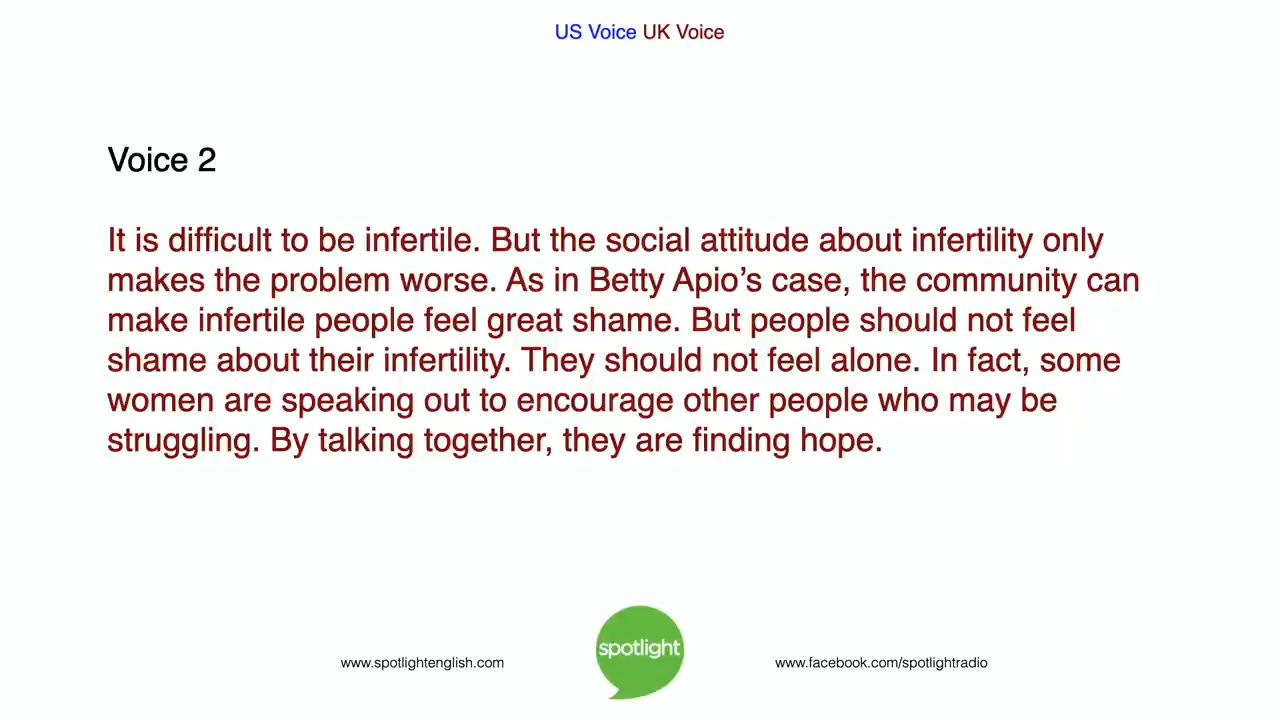 US Voice UK Voice
Voice 2
It is difficult to be infertile. But the social attitude about infertility only
makes the problem worse. As in Betty Apio’s case, the community can
make infertile people feel great shame. But people should not feel
shame about their infertility. They should not feel alone. In fact, some
women are speaking out to encourage other people who may be
struggling. By talking together, they are finding hope.
spotlight
www.spotlightenglish.com
www.facebook.com/spotlightradio